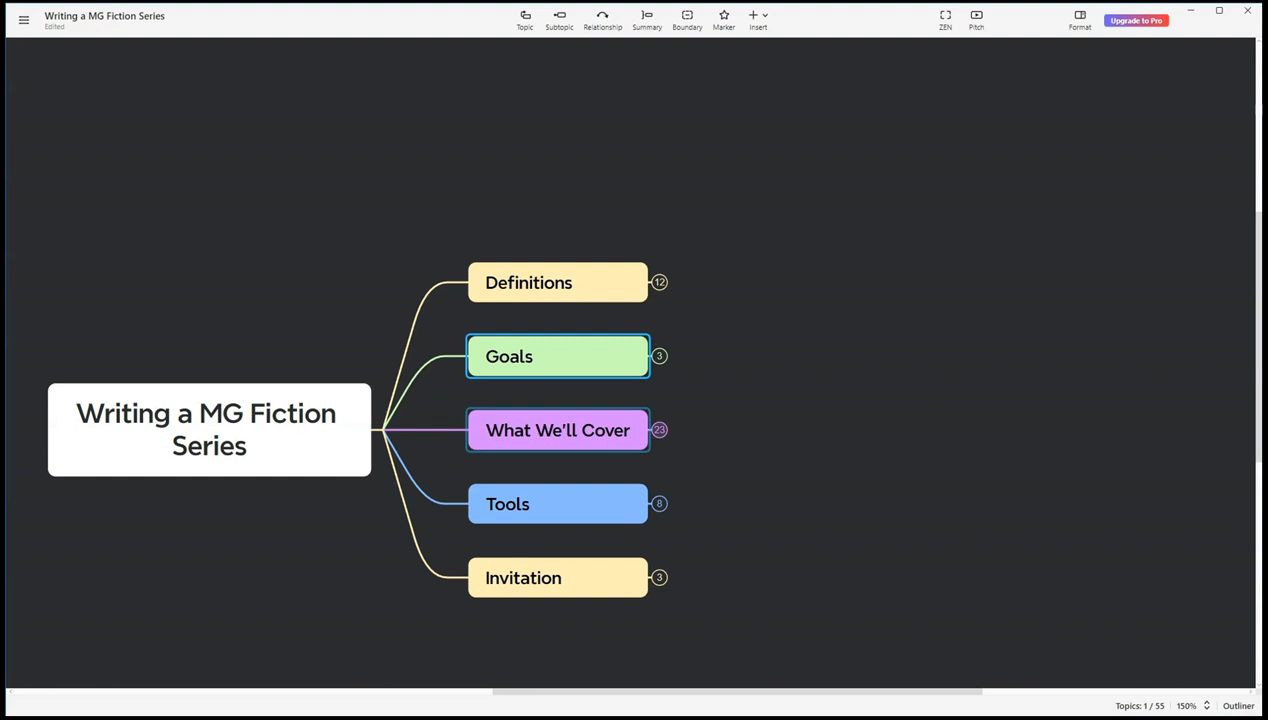 Writing a MG Fiction Series
Edited
Topic
Subtopic
Relationship
Summary
Boundary
Marker
Insert
ZEN
Pitch
Format
Upgrade to Pro
Definitions 12
Goals 3
Writing a MG Fiction
Series
What We'll Cover 23
Tools 8
Invitation 3
Topics: 1 / 55
150%
Outliner